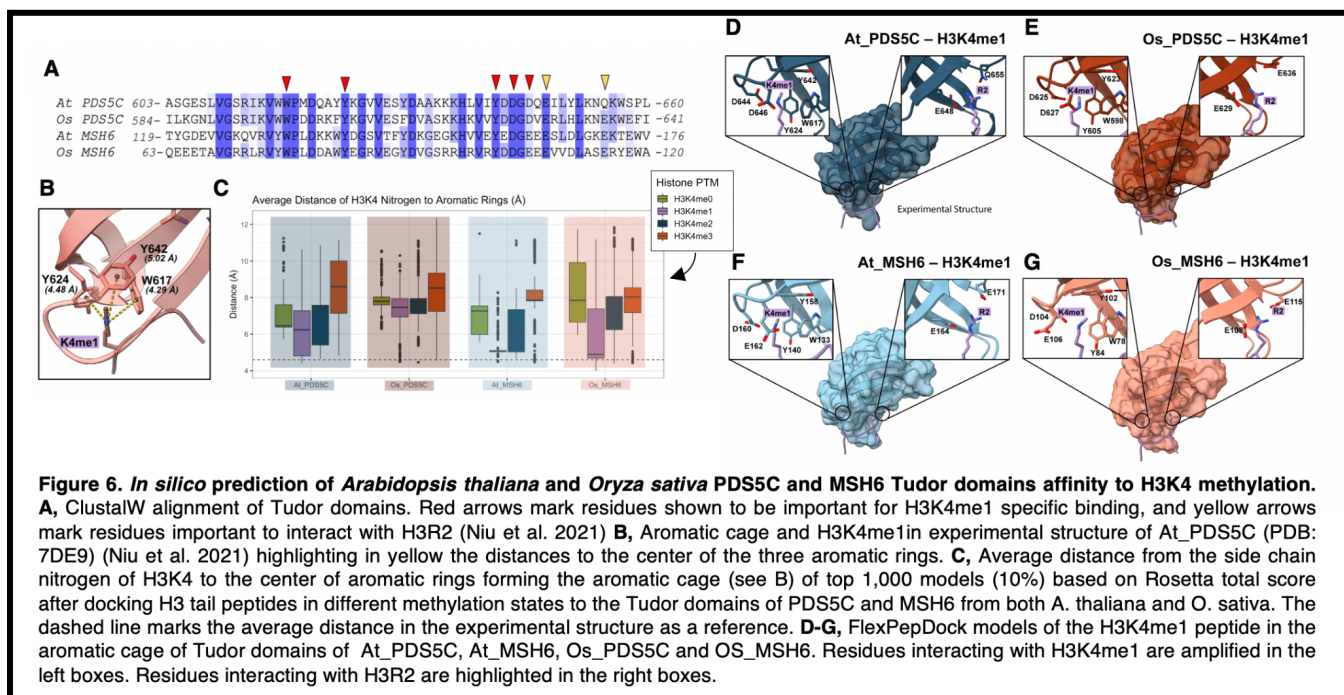 A
At PDS5C 603- ASGESLVGSRIKVWWPMDQAYYKGVVESYDAAKKKHLVIYDDGDQEILYLKNQKWSPL -660
Os PDS5C 584- ILKGNLVGSRIKVWWPDDRKFYKGVVESFDVASKKHKVVYDDGDVERLHLKNEKWEFI -641
At MSH6 119- TYGDEVVGKQVRVYWPLDKKWYDGSVTFYDKGEGKHVVEYEDGEEESLDLGKEKTEWV -176
Os MSH6 63- QEEETAVGRRLRVYWPLDDAWYEGRVEGYDVGSRRHRVRYDDGEEEVVDLASERYEWA -120
B
Y642
(5.02 Å)
Y624
(4.48 Å)
W617
(4.29 Å)
K4me1
C
Average Distance of H3K4 Nitrogen to Aromatic Rings (Å)
Distance (Å)
12
10
8
6
4
At_PDS5C
Os_PDS5C
At_MSH6
Os_MSH6
Histone PTM
H3K4me0
H3K4me1
H3K4me2
H3K4me3
D
At_PDS5C – H3K4me1
Y642
K4me1
D644
D646
W617
Y624
Q655
R2
E648
Experimental Structure
E
Os_PDS5C – H3K4me1
Y623
D625
K4me1
D627
W598
Y605
E636
E629
R2
F
At_MSH6 – H3K4me1
Y158
K4me1
D160
E162
W133
Y140
E171
R2
E164
G
Os_MSH6 – H3K4me1
Y102
D104
K4me1
E106
W78
Y84
E115
R2
E108
Figure 6. In silico prediction of Arabidopsis thaliana and Oryza sativa PDS5C and MSH6 Tudor domains affinity to H3K4 methylation.
A, ClustalW alignment of Tudor domains. Red arrows mark residues shown to be important for H3K4me1 specific binding, and yellow arrows
mark residues important to interact with H3R2 (Niu et al. 2021) B, Aromatic cage and H3K4me1in experimental structure of At_PDS5C (PDB:
7DE9) (Niu et al. 2021) highlighting in yellow the distances to the center of the three aromatic rings. C, Average distance from the side chain
nitrogen of H3K4 to the center of aromatic rings forming the aromatic cage (see B) of top 1,000 models (10%) based on Rosetta total score
after docking H3 tail peptides in different methylation states to the Tudor domains of PDS5C and MSH6 from both A. thaliana and O. sativa. The
dashed line marks the average distance in the experimental structure as a reference. D-G, FlexPepDock models of the H3K4me1 peptide in the
aromatic cage of Tudor domains of At_PDS5C, At_MSH6, Os_PDS5C and OS_MSH6. Residues interacting with H3K4me1 are amplified in the
left boxes. Residues interacting with H3R2 are highlighted in the right boxes.